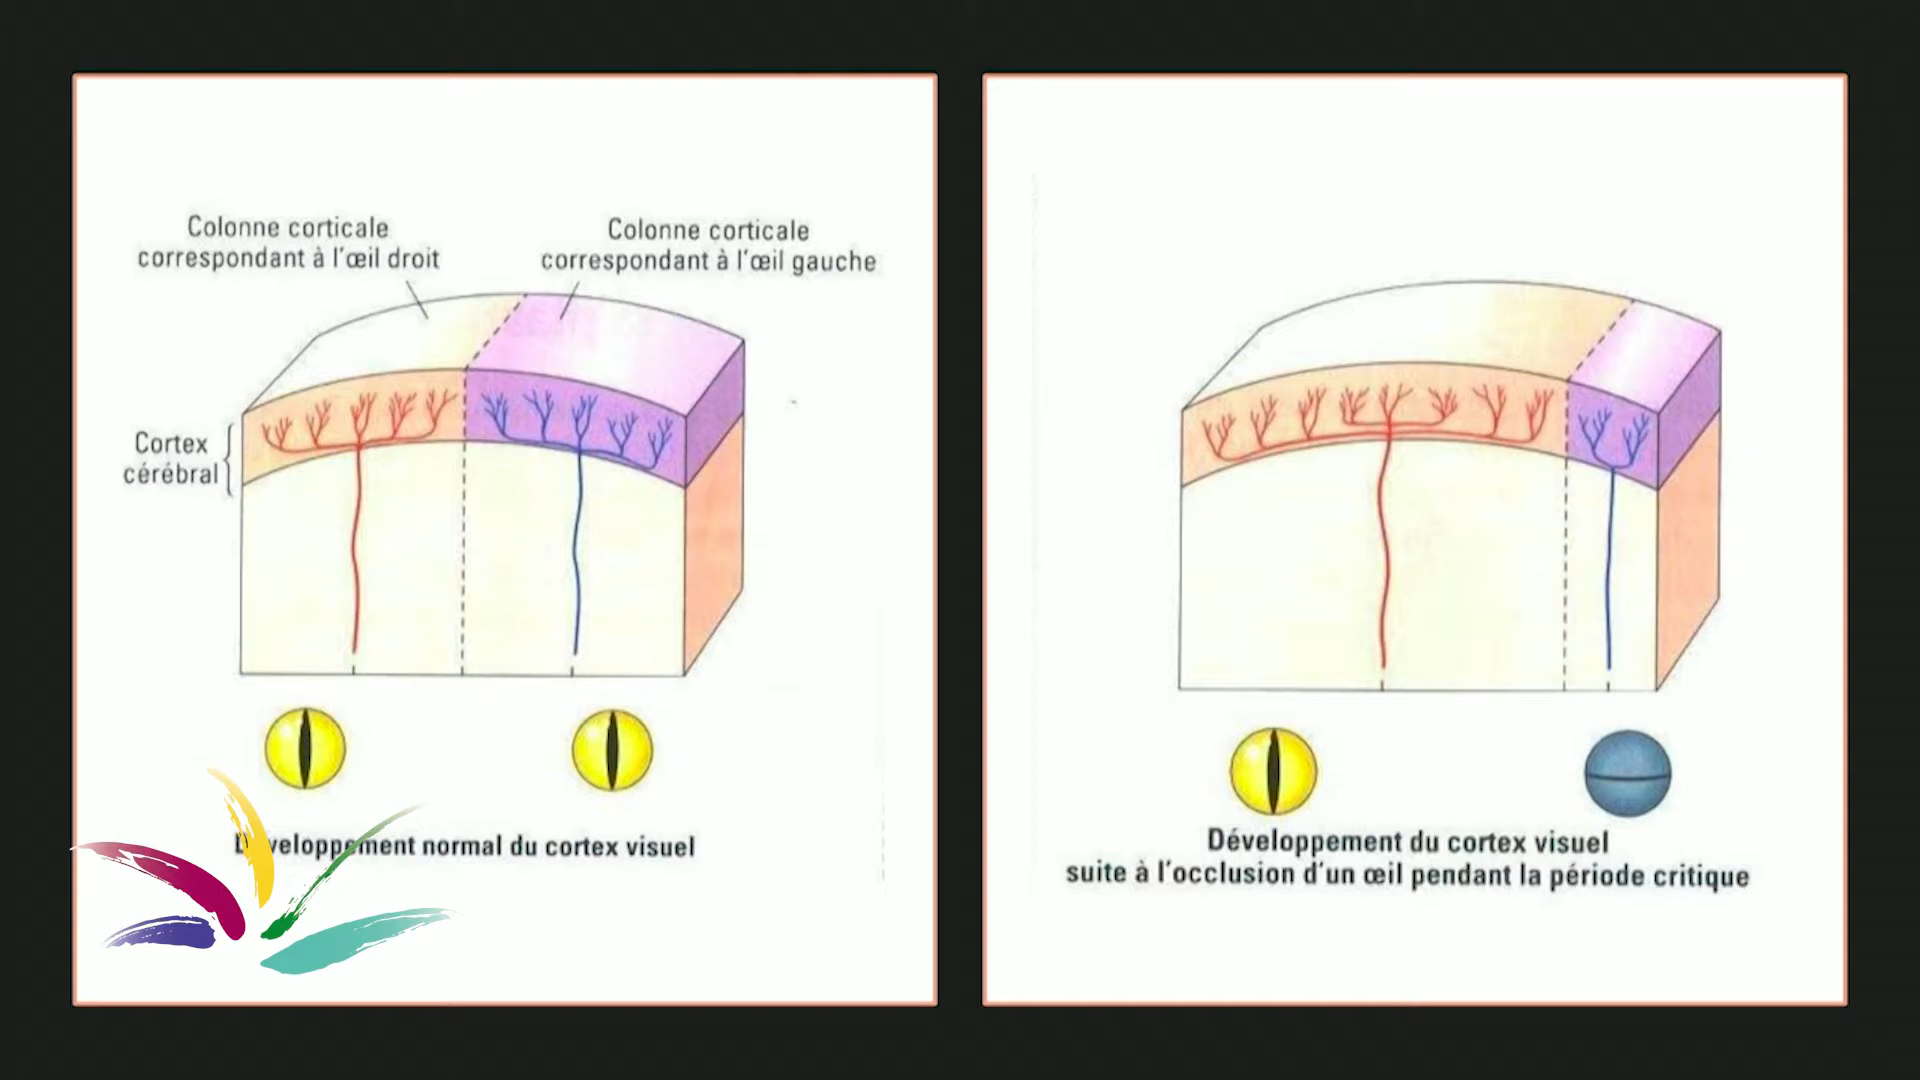 Colonne corticale
correspondant à l'œil droit
Colonne corticale
correspondant à l'œil gauche
Cortex
cérébral
Développement normal du cortex visuel
Développement du cortex visuel
suite à l'occlusion d'un œil pendant la période critique